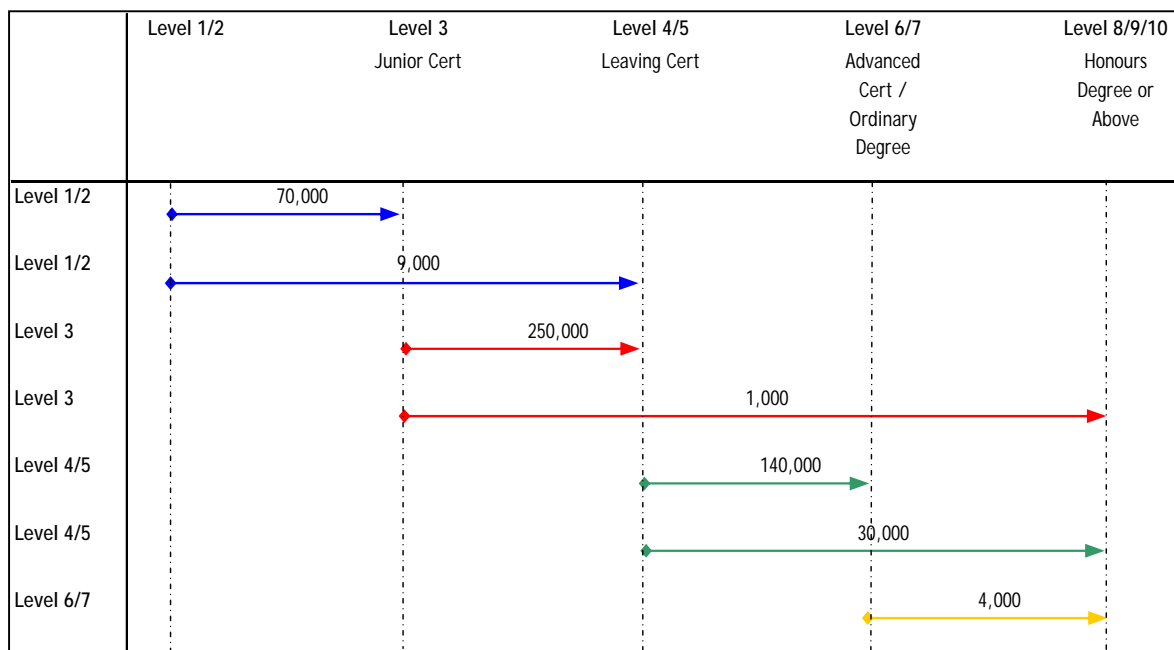 Level 1/2 Level 3 Level 4/5 Level 6/7 Level 8/9/10
Junior Cert Leaving Cert Advanced Honours
Cert / Degree or
Ordinary Above
Degree
Level 1/2 70,000
Level 1/2 9,000
Level 3 250,000
Level 3 1,000
Level 4/5 140,000
Level 4/5 30,000
Level 6/7 4,000